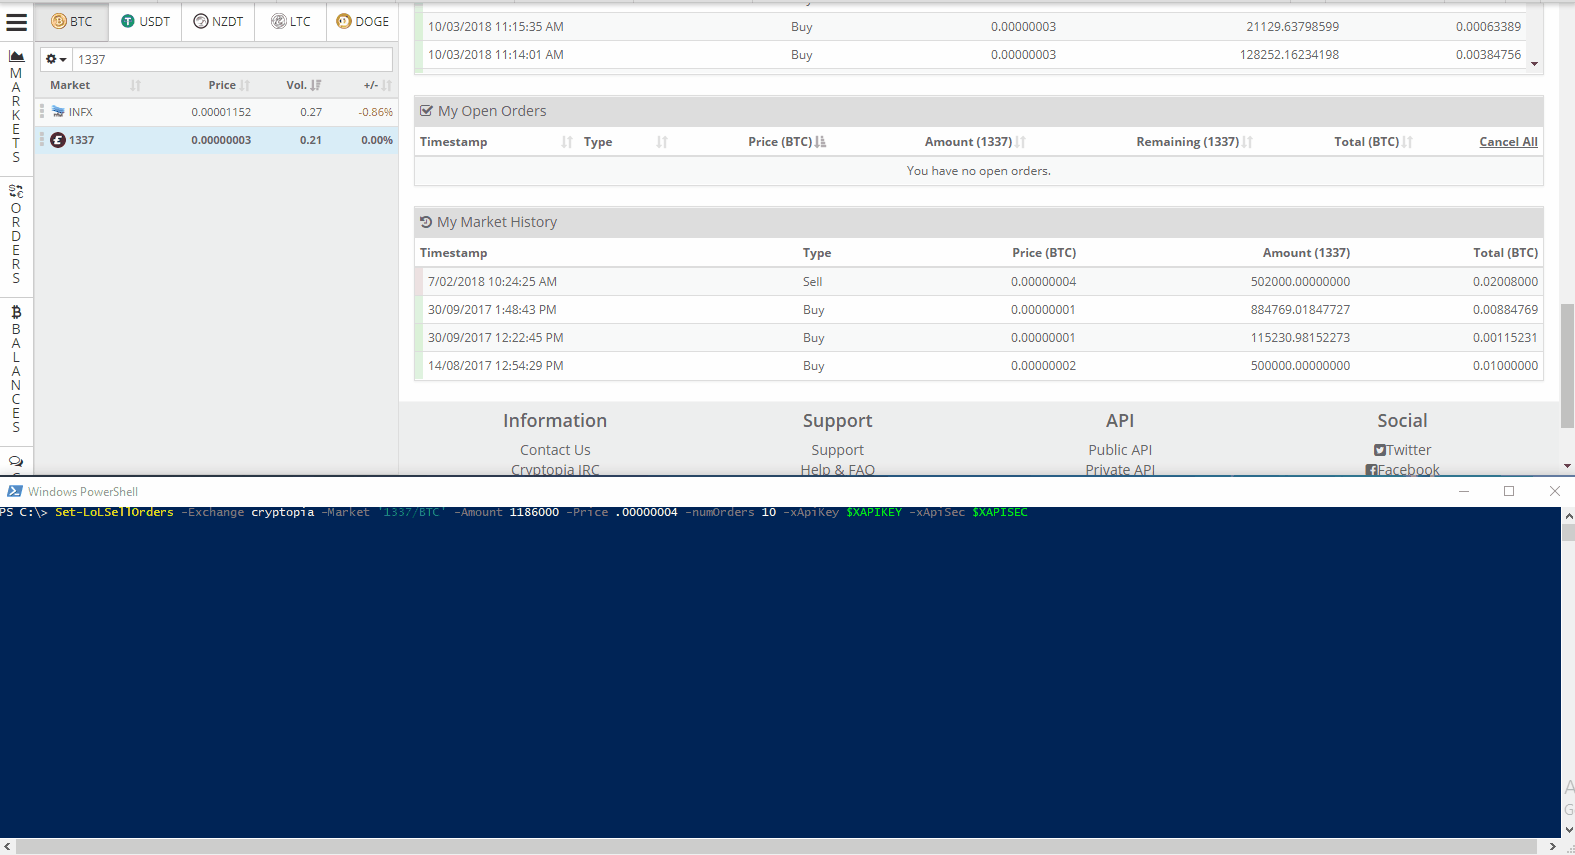 BTC USDT NZDT LTC DOGE
MARKETS
ORDERS
BALANCES
1337
Market Price Vol. +/-
INFX 0.00001152 0.27 -0.86%
1337 0.00000003 0.21 0.00%
10/03/2018 11:15:35 AM Buy 0.00000003 21129.63798599 0.00063389
10/03/2018 11:14:01 AM Buy 0.00000003 128252.16234198 0.00384756
My Open Orders
Timestamp Type Price (BTC) Amount (1337) Remaining (1337) Total (BTC) Cancel All
You have no open orders.
My Market History
Timestamp Type Price (BTC) Amount (1337) Total (BTC)
7/02/2018 10:24:25 AM Sell 0.00000004 502000.00000000 0.02008000
30/09/2017 1:48:43 PM Buy 0.00000001 884769.01847727 0.00884769
30/09/2017 12:22:45 PM Buy 0.00000001 115230.98152273 0.00115231
14/08/2017 12:54:29 PM Buy 0.00000002 500000.00000000 0.01000000
Information Support API Social
Contact Us Support Public API Twitter
Cryptopia IRC Help & FAQ Private API Facebook
Windows PowerShell
PS C:\> Set-LoLSellOrders -Exchange cryptopia -Market '1337/BTC' -Amount 1186000 -Price .00000004 -numOrders 10 -xApiKey $XAPIKEY -xApiSec $XAPISEC